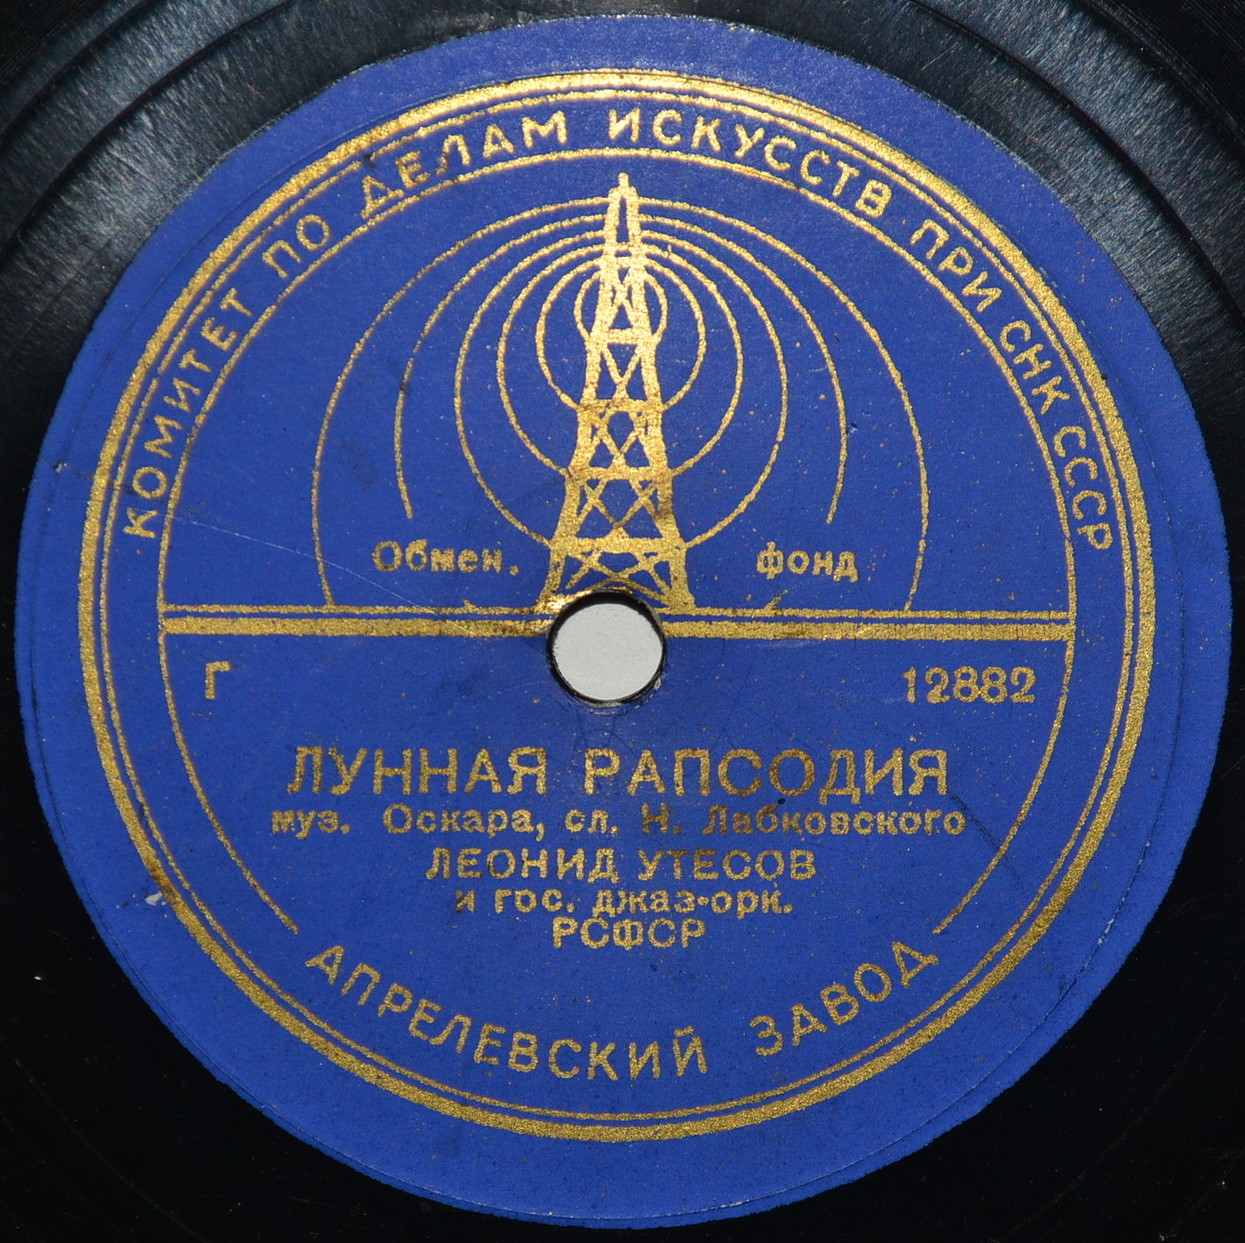 КОМИТЕТ ПО ДЕЛАМ ИСКУССТВ ПРИ СНК СССР
Обмен. фонд
Г 12882
ЛУННАЯ РАПСОДИЯ
муз. Оскара, сл. Н. Лабковского
ЛЕОНИД УТЕСОВ
и гос. джаз-орк.
РСФСР
АПРЕЛЕВСКИЙ ЗАВОД